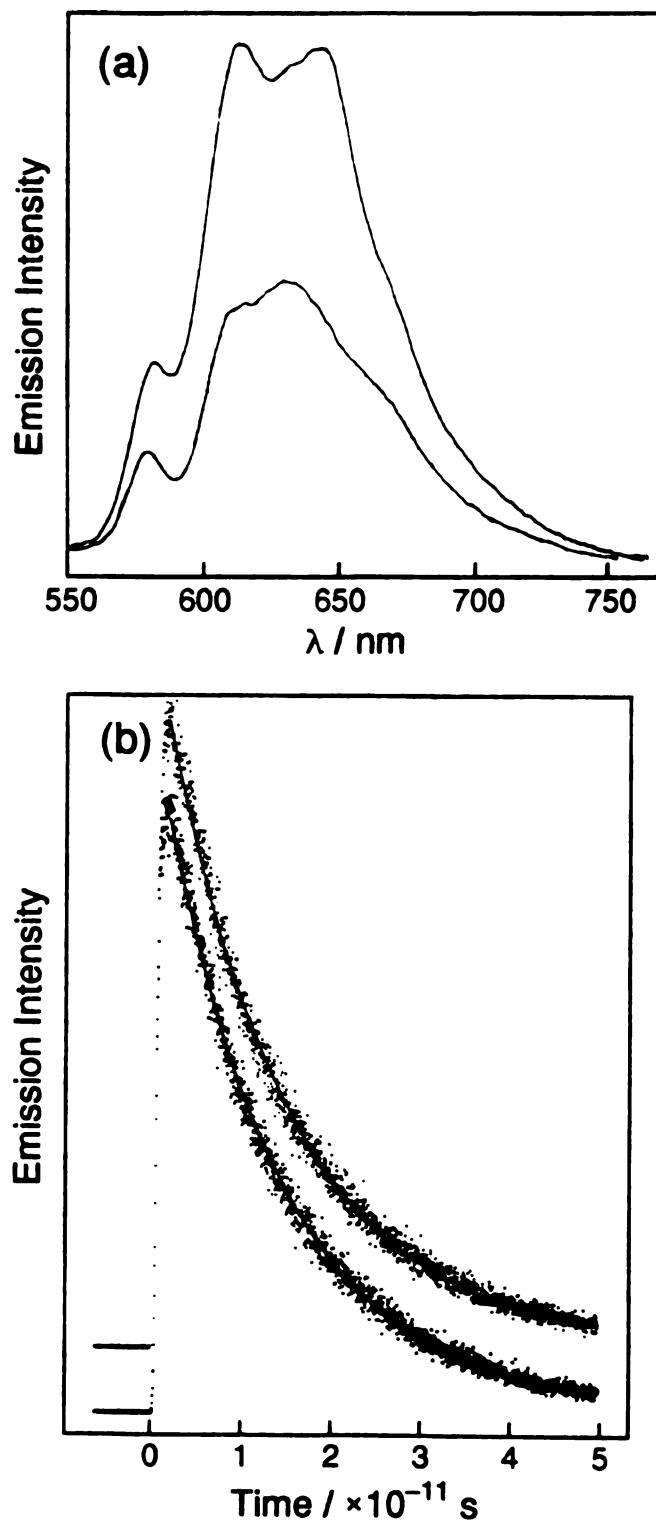 (a)
Emission Intensity
550 600 650 700 750
λ / nm
(b)
Emission Intensity
0 1 2 3 4 5
Time / ×10⁻¹¹ s